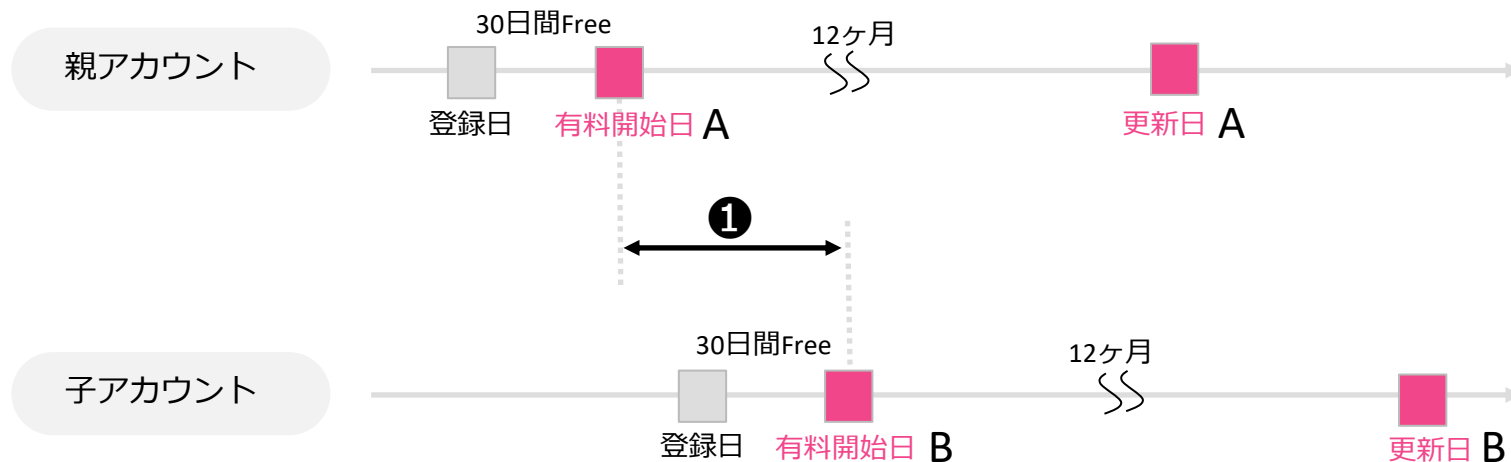 30日間Free
12ヶ月
親アカウント
登録日
有料開始日 A
更新日 A
❶
30日間Free
12ヶ月
子アカウント
登録日
有料開始日 B
更新日 B